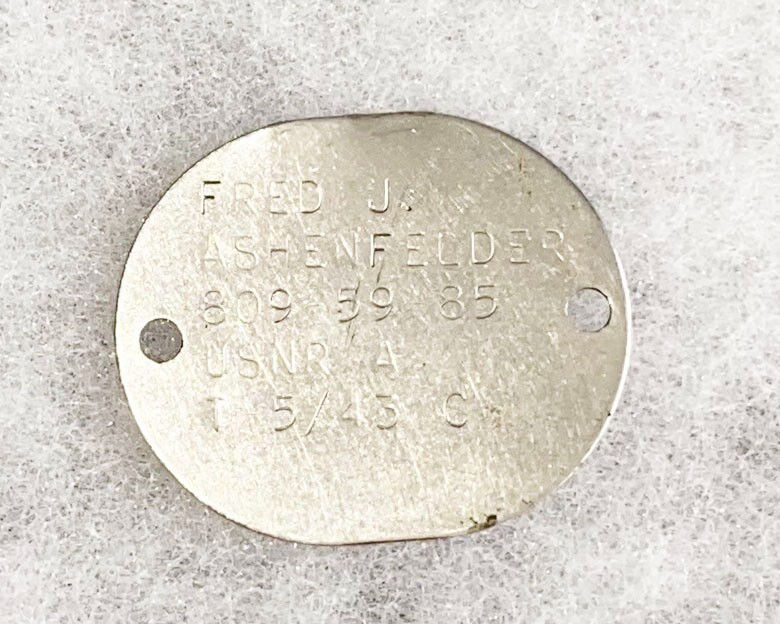 FRED J.
ASHENFELDER
809-59-85
USNR A.
T 5/43 C